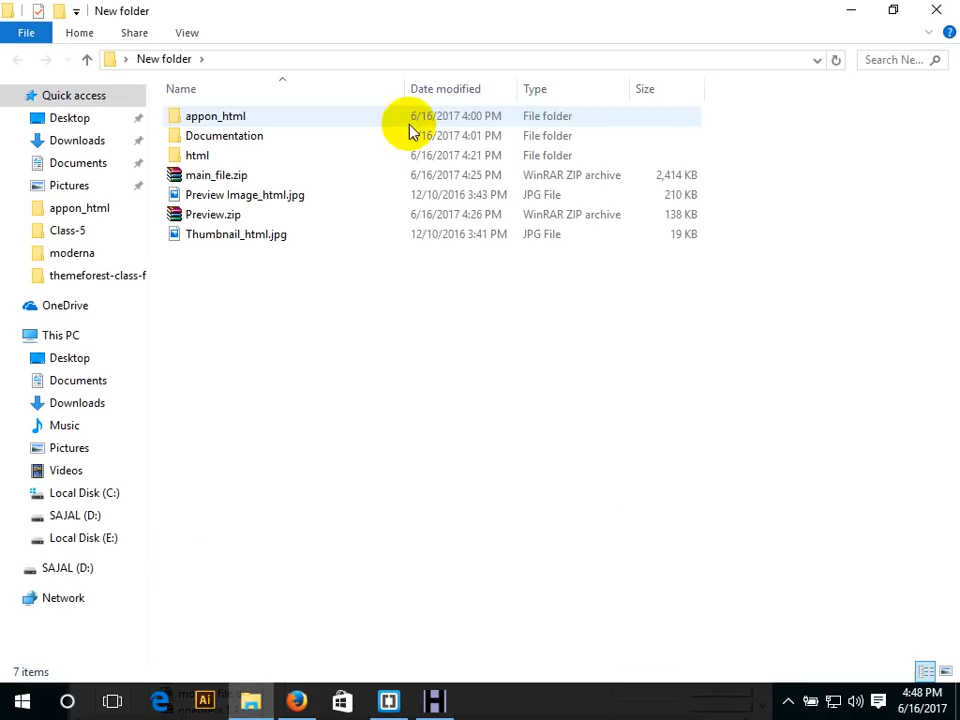 New folder
File Home Share View
New folder
Search Ne...
Name Date modified Type Size
appon_html 6/16/2017 4:00 PM File folder
Documentation 6/16/2017 4:01 PM File folder
html 6/16/2017 4:21 PM File folder
main_file.zip 6/16/2017 4:25 PM WinRAR ZIP archive 2,414 KB
Preview Image_html.jpg 12/10/2016 3:43 PM JPG File 210 KB
Preview.zip 6/16/2017 4:26 PM WinRAR ZIP archive 138 KB
Thumbnail_html.jpg 12/10/2016 3:41 PM JPG File 19 KB
Quick access
Desktop
Downloads
Documents
Pictures
appon_html
Class-5
moderna
themeforest-class-f
OneDrive
This PC
Desktop
Documents
Downloads
Music
Pictures
Videos
Local Disk (C:)
SAJAL (D:)
Local Disk (E:)
SAJAL (D:)
Network
7 items
Ai
4:48 PM
6/16/2017